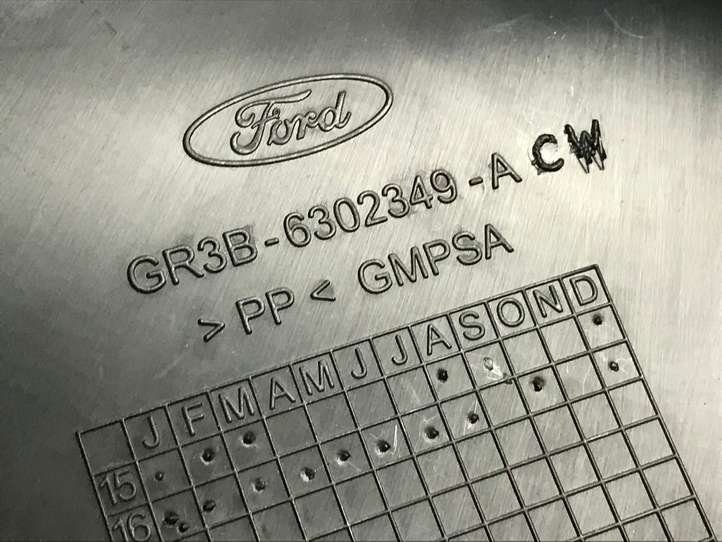 Ford
GR3B-6302349-A CW
>PP< GMPSA
J F M A M J J A S O N D
15
16